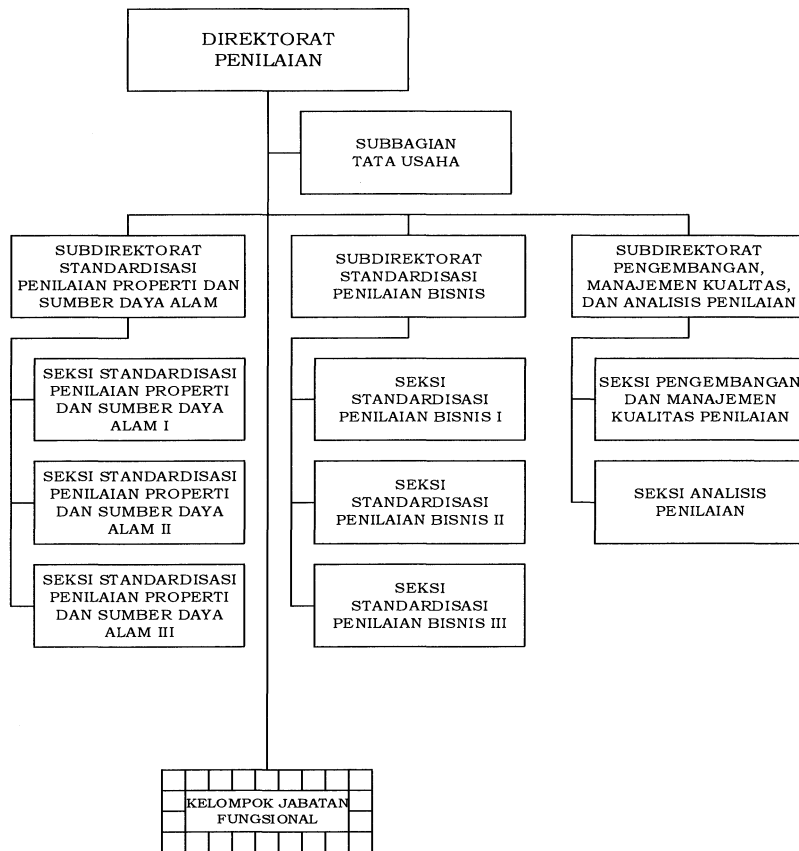 DIREKTORAT
PENILAIAN
SUBBAGIAN
TATA USAHA
SUBDIREKTORAT
STANDARDISASI
PENILAIAN PROPERTI DAN
SUMBER DAYA ALAM
SUBDIREKTORAT
STANDARDISASI
PENILAIAN BISNIS
SUBDIREKTORAT
PENGEMBANGAN,
MANAJEMEN KUALITAS,
DAN ANALISIS PENILAIAN
SEKSI STANDARDISASI
PENILAIAN PROPERTI
DAN SUMBER DAYA
ALAM I
SEKSI
STANDARDISASI
PENILAIAN BISNIS I
SEKSI PENGEMBANGAN
DAN MANAJEMEN
KUALITAS PENILAIAN
SEKSI STANDARDISASI
PENILAIAN PROPERTI
DAN SUMBER DAYA
ALAM II
SEKSI
STANDARDISASI
PENILAIAN BISNIS II
SEKSI ANALISIS
PENILAIAN
SEKSI STANDARDISASI
PENILAIAN PROPERTI
DAN SUMBER DAYA
ALAM III
SEKSI
STANDARDISASI
PENILAIAN BISNIS III
KELOMPOK JABATAN
FUNGSIONAL